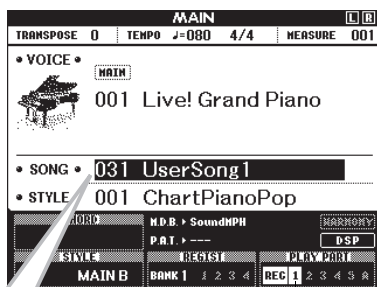 MAIN L R
TRANSPOSE 0 TEMPO ♩=080 4/4 MEASURE 001
• VOICE •
MAIN
001 Live! Grand Piano
• SONG • 031 UserSong1
• STYLE 001 ChartPianoPop
M.D.B. ▸ SoundMPH HARMONY
P.A.T. ▸ --- DSP
STYLE REGIST PLAY PART
MAIN B BANK 1 1 2 3 4 REC 1 2 3 4 5 A